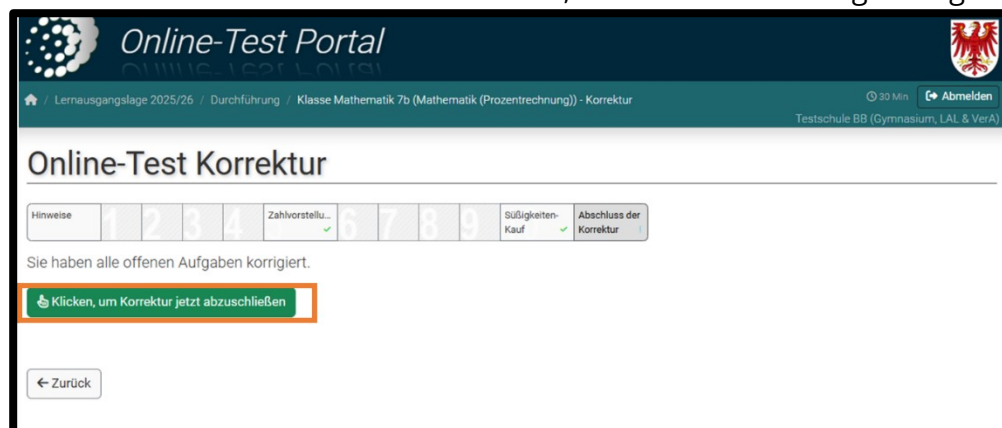 Online-Test Portal
/ Lernausgangslage 2025/26 / Durchführung / Klasse Mathematik 7b (Mathematik (Prozentrechnung)) - Korrektur
30 Min Abmelden
Testschule BB (Gymnasium, LAL & VerA)
Online-Test Korrektur
Hinweise 1 2 3 4 Zahlvorstellu... 6 7 8 9 Süßigkeiten-Kauf Abschluss der Korrektur
Sie haben alle offenen Aufgaben korrigiert.
Klicken, um Korrektur jetzt abzuschließen
← Zurück